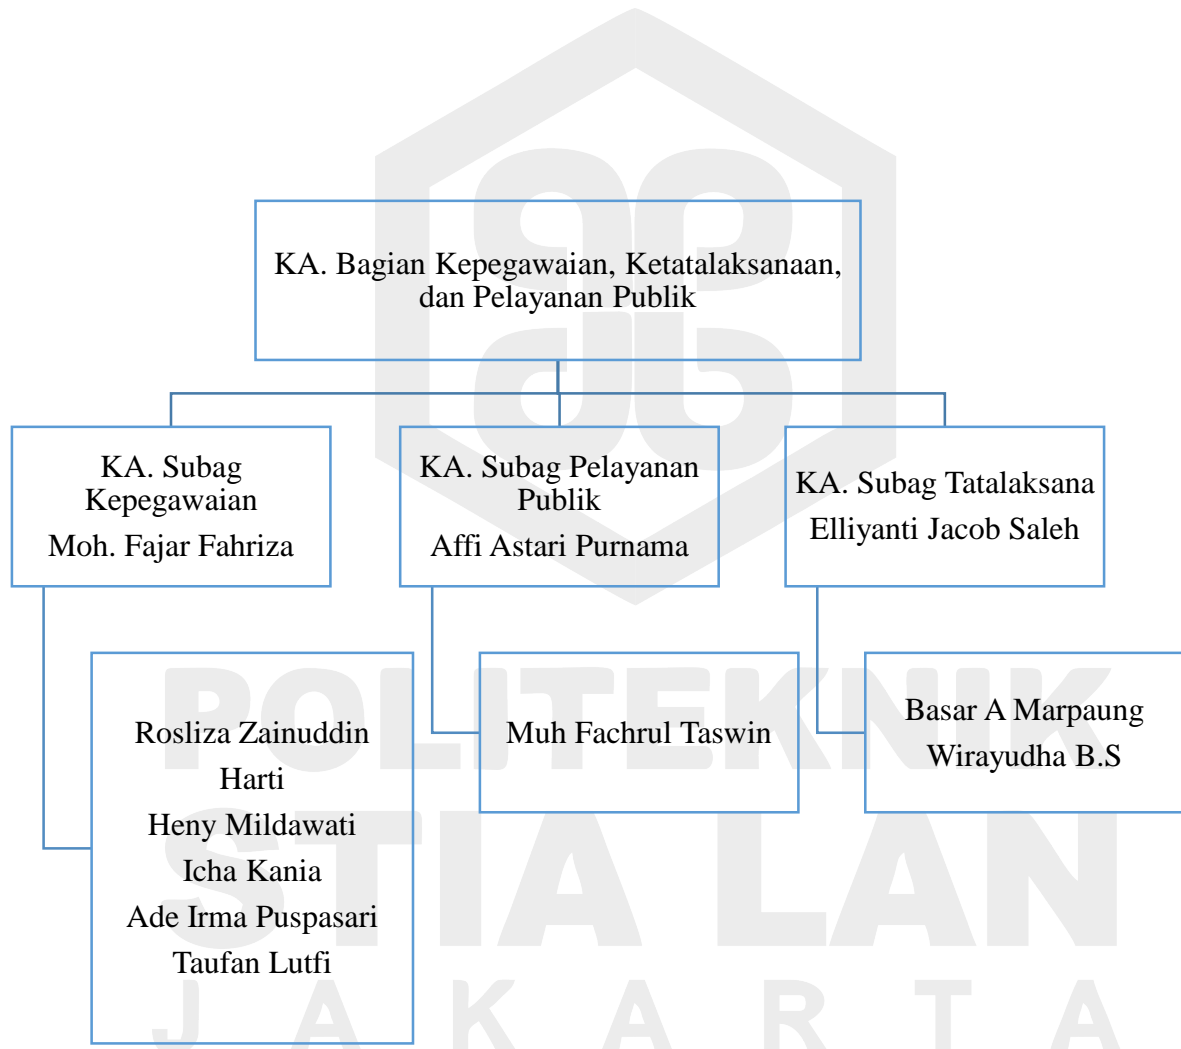 KA. Bagian Kepegawaian, Ketatalaksanaan,
dan Pelayanan Publik
KA. Subag
Kepegawaian
Moh. Fajar Fahriza
KA. Subag Pelayanan
Publik
Affi Astari Purnama
KA. Subag Tatalaksana
Elliyanti Jacob Saleh
Rosliza Zainuddin
Harti
Heny Mildawati
Icha Kania
Ade Irma Puspasari
Taufan Lutfi
Muh Fachrul Taswin
Basar A Marpaung
Wirayudha B.S
POLITEKNIK
STIA LAN
JAKARTA